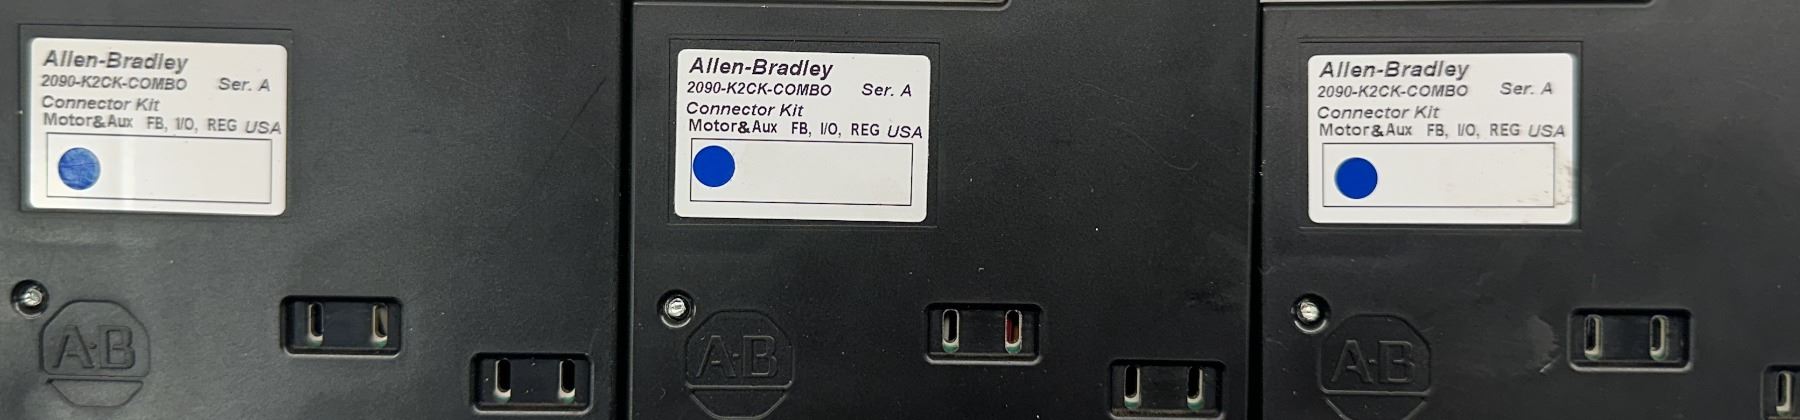 Allen-Bradley
2090-K2CK-COMBO Ser. A
Connector Kit
Motor&Aux FB, I/O, REG USA
A·B
Allen-Bradley
2090-K2CK-COMBO Ser. A
Connector Kit
Motor&Aux FB, I/O, REG USA
A·B
Allen-Bradley
2090-K2CK-COMBO Ser. A
Connector Kit
Motor&Aux FB, I/O, REG USA
A·B